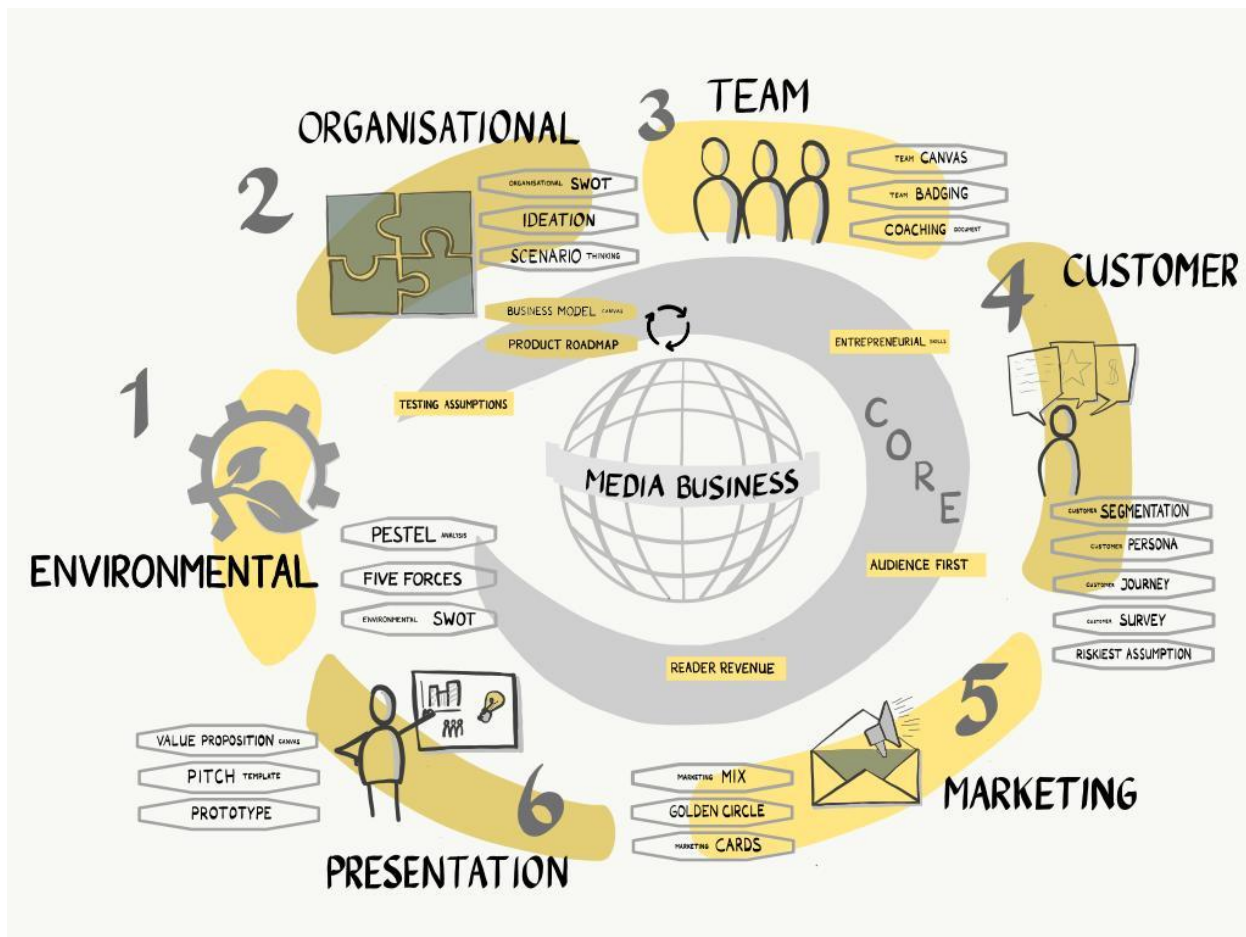 1
ENVIRONMENTAL
PESTEL ANALYSIS
FIVE FORCES
ENVIRONMENTAL SWOT
2
ORGANISATIONAL
ORGANISATIONAL SWOT
IDEATION
SCENARIO THINKING
3
TEAM
TEAM CANVAS
TEAM BADGING
COACHING DOCUMENT
4
CUSTOMER
CUSTOMER SEGMENTATION
CUSTOMER PERSONA
CUSTOMER JOURNEY
CUSTOMER SURVEY
RISKIEST ASSUMPTION
5
MARKETING
MARKETING MIX
GOLDEN CIRCLE
MARKETING CARDS
6
PRESENTATION
VALUE PROPOSITION CANVAS
PITCH TEMPLATE
PROTOTYPE
BUSINESS MODEL CANVAS
PRODUCT ROADMAP
TESTING ASSUMPTIONS
ENTREPRENEURIAL SKILLS
CORE
AUDIENCE FIRST
READER REVENUE
MEDIA BUSINESS